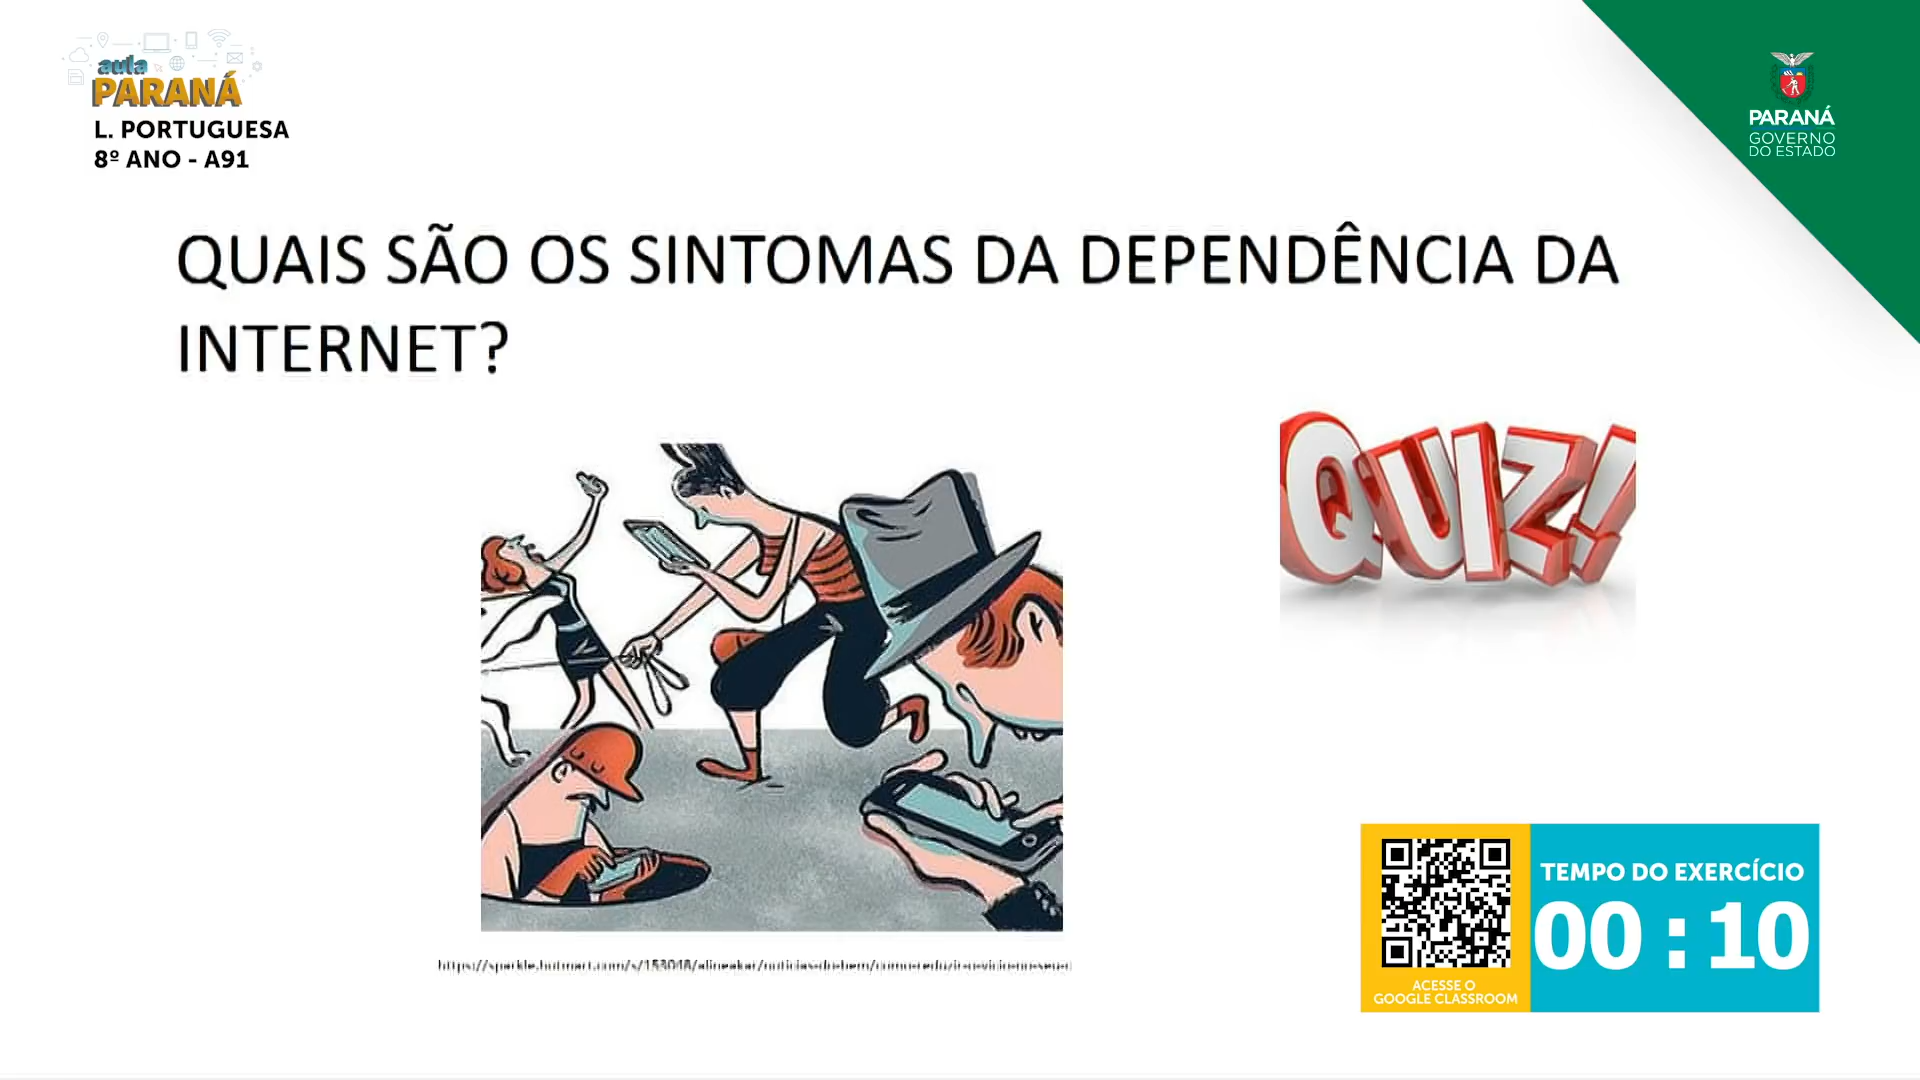 aula
PARANÁ
L. PORTUGUESA
8º ANO - A91
PARANÁ
GOVERNO
DO ESTADO
QUAIS SÃO OS SINTOMAS DA DEPENDÊNCIA DA
INTERNET?
QUIZ!
TEMPO DO EXERCÍCIO
00 : 10
ACESSE O
GOOGLE CLASSROOM